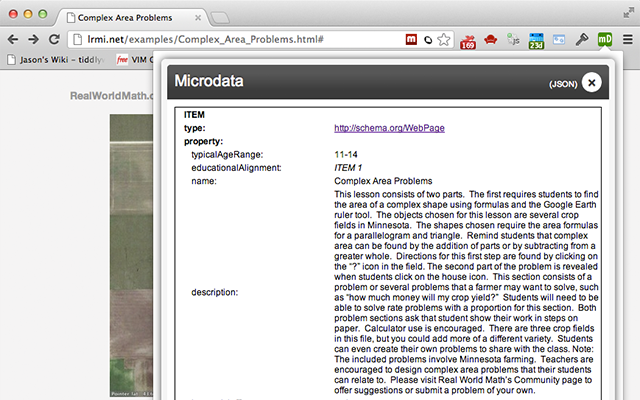 Complex Area Problems
lrmi.net/examples/Complex_Area_Problems.html#
169
23d
mD
Jason's Wiki - tiddly
free
VIM C
RealWorldMath.o
Microdata
(JSON)
ITEM
type: http://schema.org/WebPage
property:
typicalAgeRange: 11-14
educationalAlignment: ITEM 1
name: Complex Area Problems
This lesson consists of two parts. The first requires students to find
the area of a complex shape using formulas and the Google Earth
ruler tool. The objects chosen for this lesson are several crop
fields in Minnesota. The shapes chosen require the area formulas
for a parallelogram and triangle. Remind students that complex
area can be found by the addition of parts or by subtracting from a
greater whole. Directions for this first step are found by clicking on
the "?" icon in the field. The second part of the problem is revealed
when students click on the house icon. This section consists of a
description: problem or several problems that a farmer may want to solve, such
as "how much money will my crop yield?" Students will need to be
able to solve rate problems with a proportion for this section. Both
problem sections ask that student show their work in steps on
paper. Calculator use is encouraged. There are three crop fields
in this file, but you could add more of a different variety. Students
can even create their own problems to share with the class. Note:
The included problems involve Minnesota farming. Teachers are
encouraged to design complex area problems that their students
can relate to. Please visit Real World Math's Community page to
offer suggestions or submit a problem of your own.